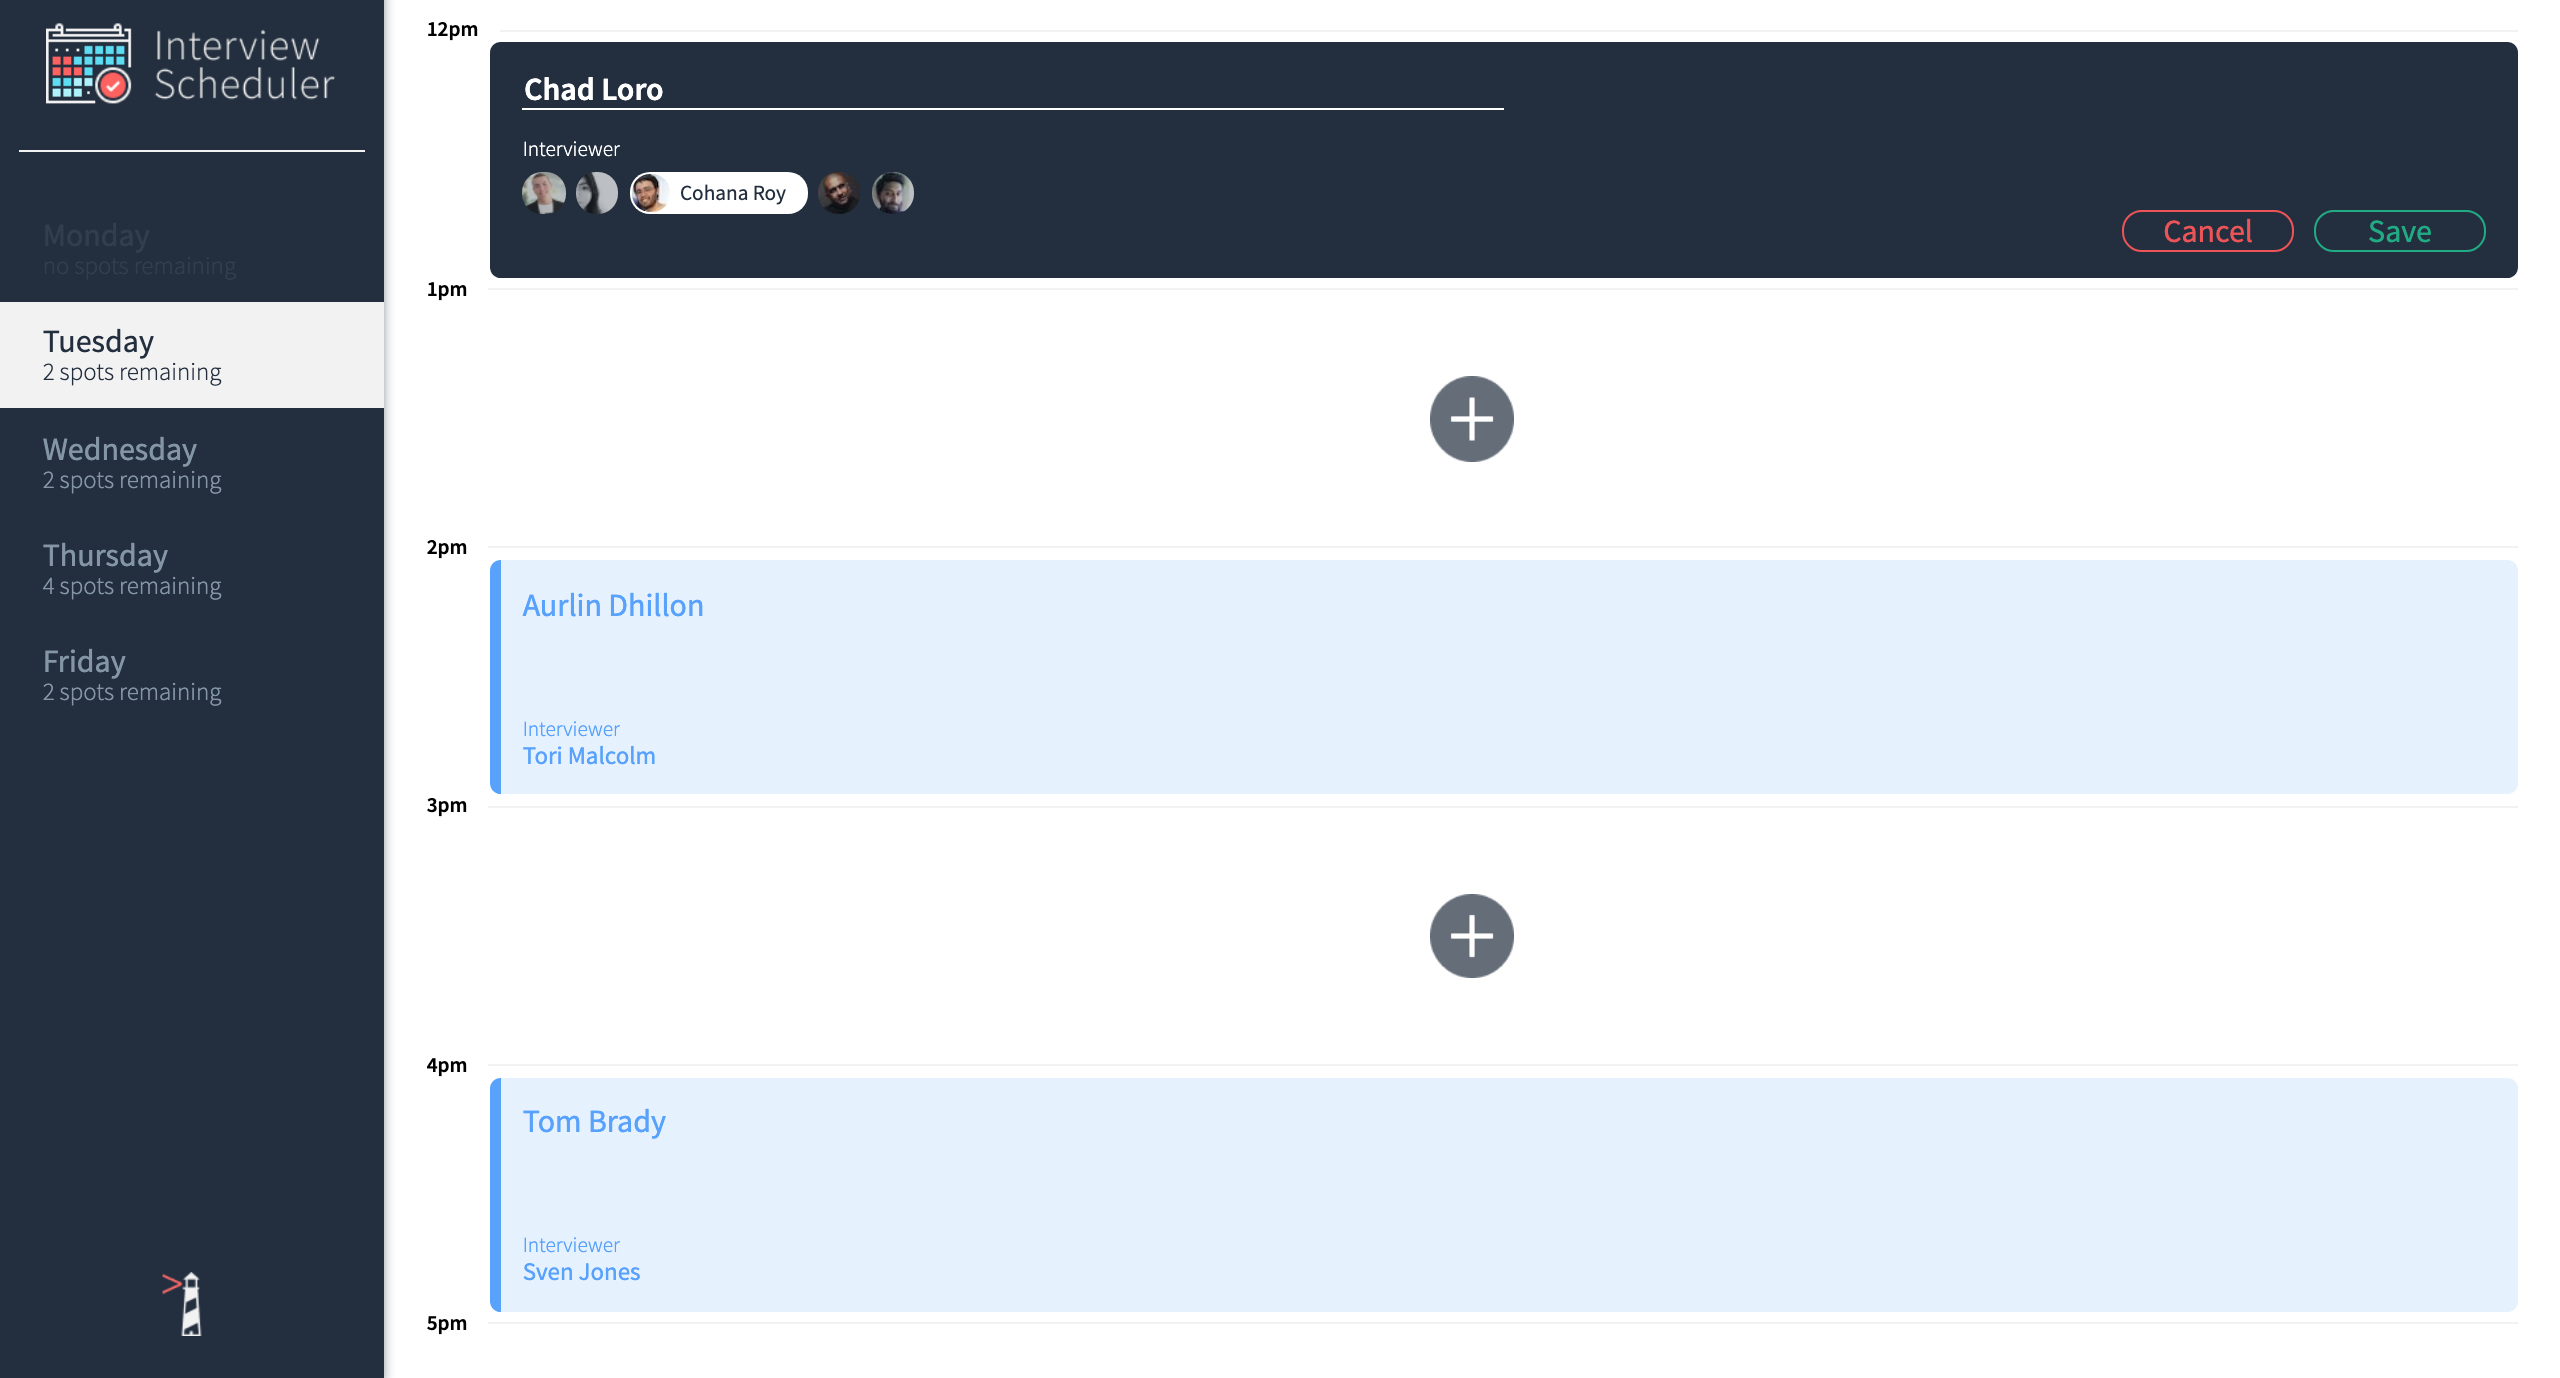 Interview
Scheduler
Monday
no spots remaining
Tuesday
2 spots remaining
Wednesday
2 spots remaining
Thursday
4 spots remaining
Friday
2 spots remaining
12pm
Chad Loro
Interviewer
Cohana Roy
Cancel
Save
1pm
2pm
Aurlin Dhillon
Interviewer
Tori Malcolm
3pm
4pm
Tom Brady
Interviewer
Sven Jones
5pm